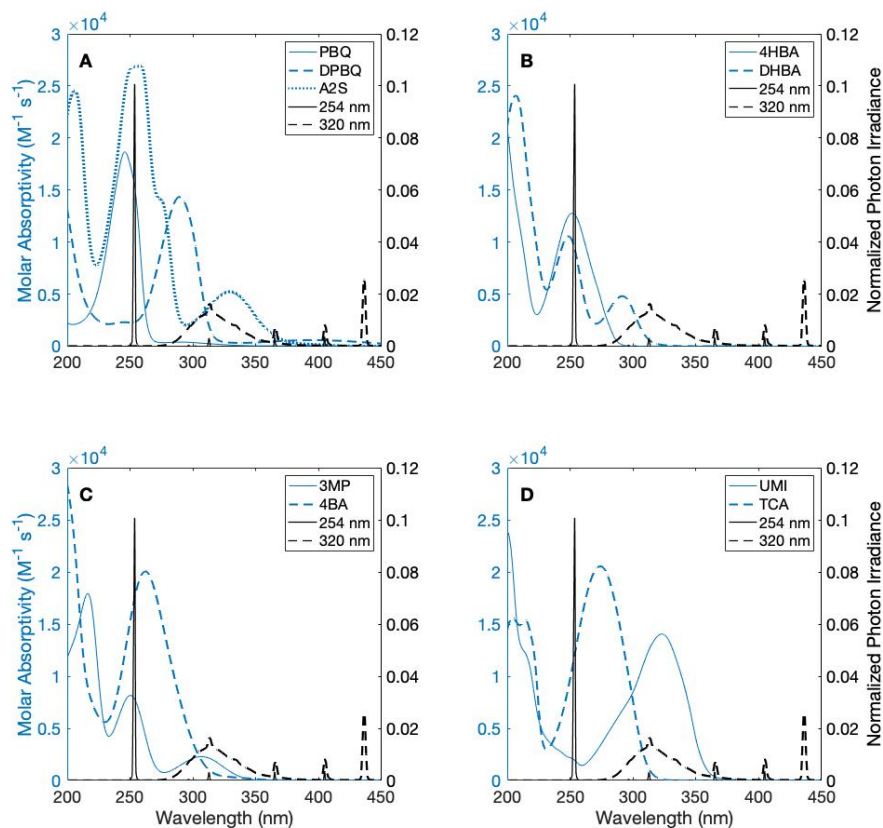 ×10⁴
A
PBQ
DPBQ
A2S
254 nm
320 nm
3
2.5
2
1.5
1
0.5
0
0.12
0.1
0.08
0.06
0.04
0.02
0
200 250 300 350 400 450
Molar Absorptivity (M⁻¹ s⁻¹)
×10⁴
B
4HBA
DHBA
254 nm
320 nm
3
2.5
2
1.5
1
0.5
0
0.12
0.1
0.08
0.06
0.04
0.02
0
200 250 300 350 400 450
Normalized Photon Irradiance
×10⁴
C
3MP
4BA
254 nm
320 nm
3
2.5
2
1.5
1
0.5
0
0.12
0.1
0.08
0.06
0.04
0.02
0
200 250 300 350 400 450
Molar Absorptivity (M⁻¹ s⁻¹)
Wavelength (nm)
×10⁴
D
UMI
TCA
254 nm
320 nm
3
2.5
2
1.5
1
0.5
0
0.12
0.1
0.08
0.06
0.04
0.02
0
200 250 300 350 400 450
Normalized Photon Irradiance
Wavelength (nm)